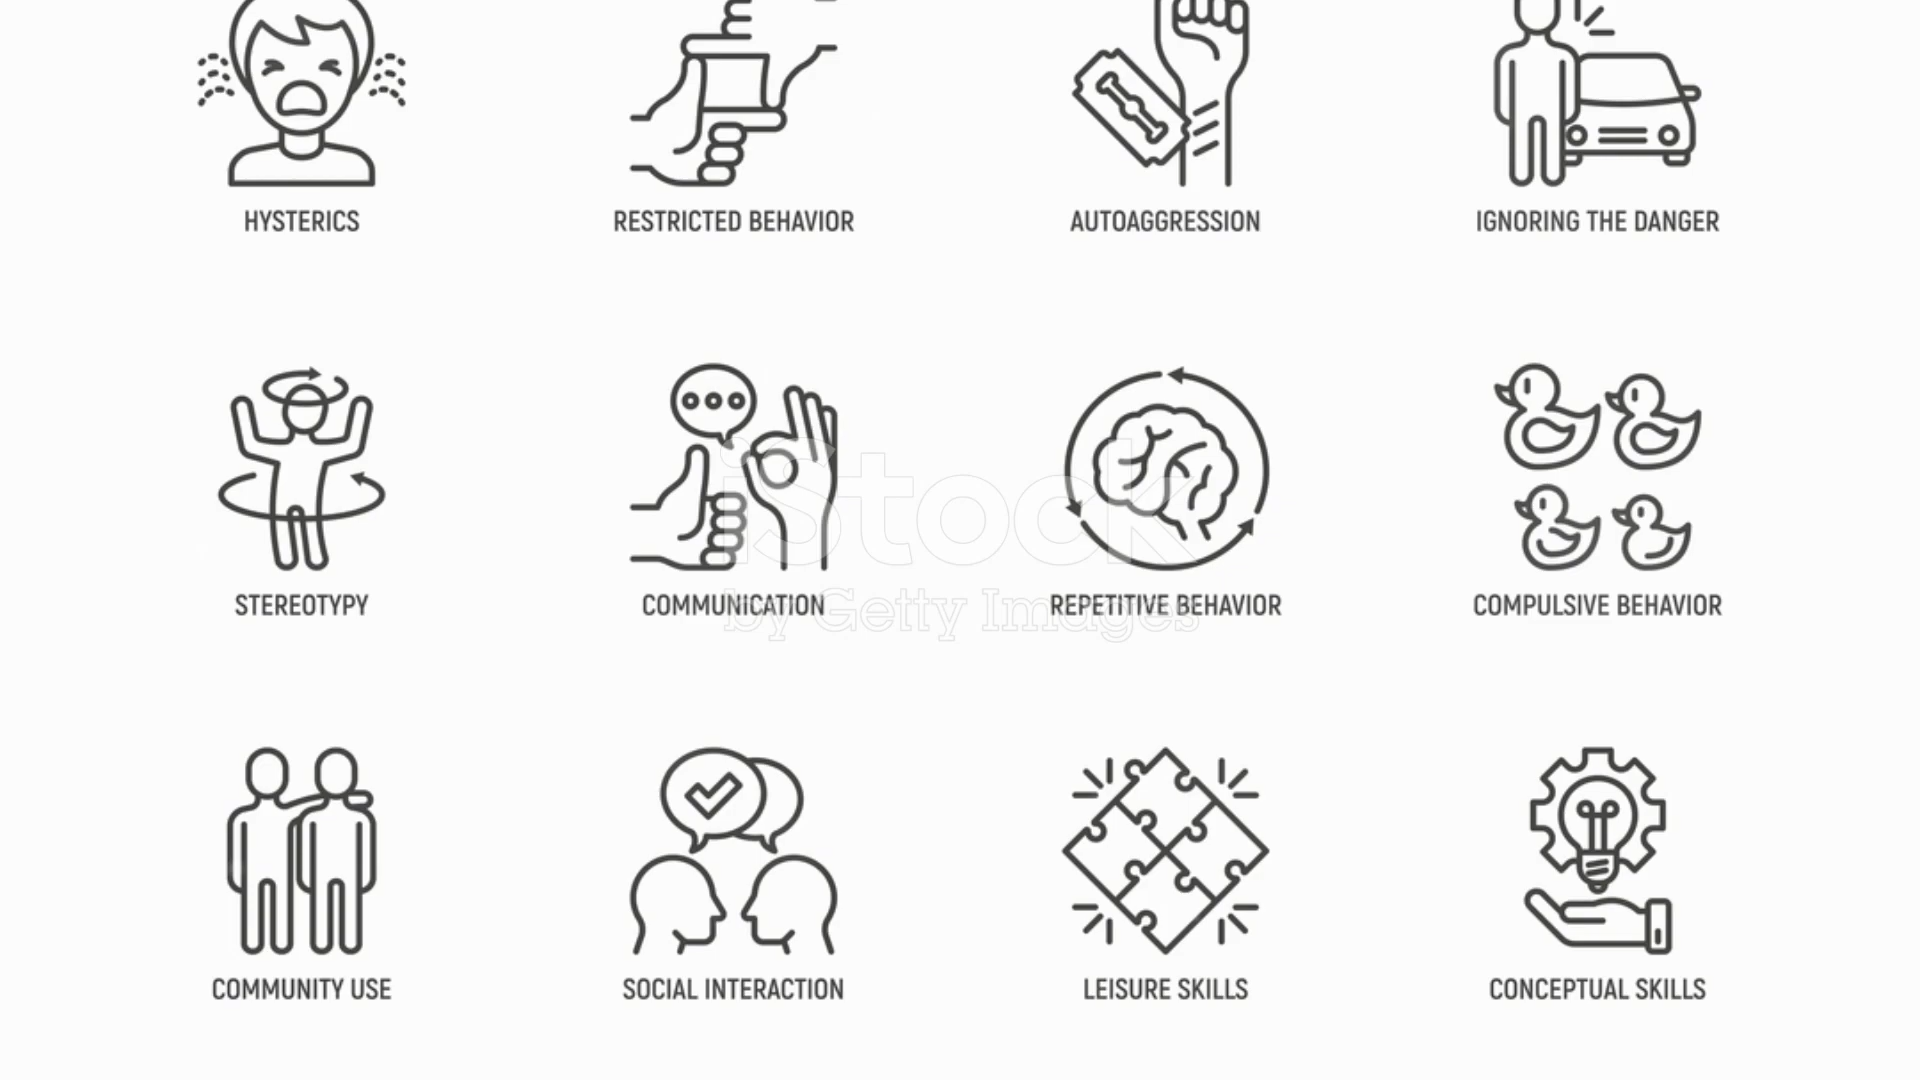 HYSTERICS
RESTRICTED BEHAVIOR
AUTOAGGRESSION
IGNORING THE DANGER
STEREOTYPY
COMMUNICATION
REPETITIVE BEHAVIOR
COMPULSIVE BEHAVIOR
iStock
by Getty Images
COMMUNITY USE
SOCIAL INTERACTION
LEISURE SKILLS
CONCEPTUAL SKILLS